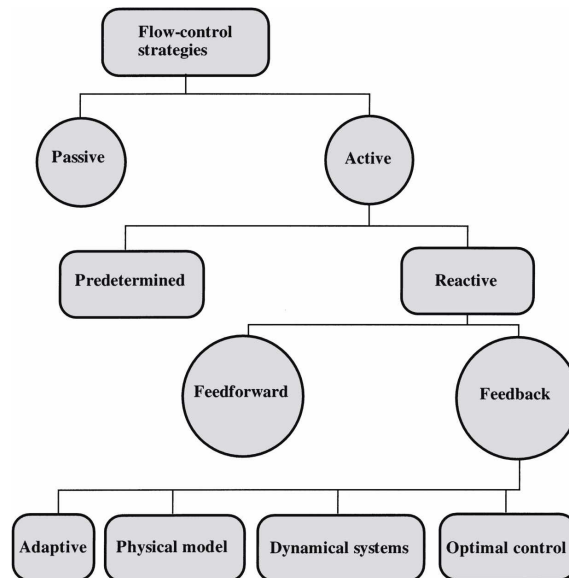 Flow-control
strategies
Passive
Active
Predetermined
Reactive
Feedforward
Feedback
Adaptive
Physical model
Dynamical systems
Optimal control